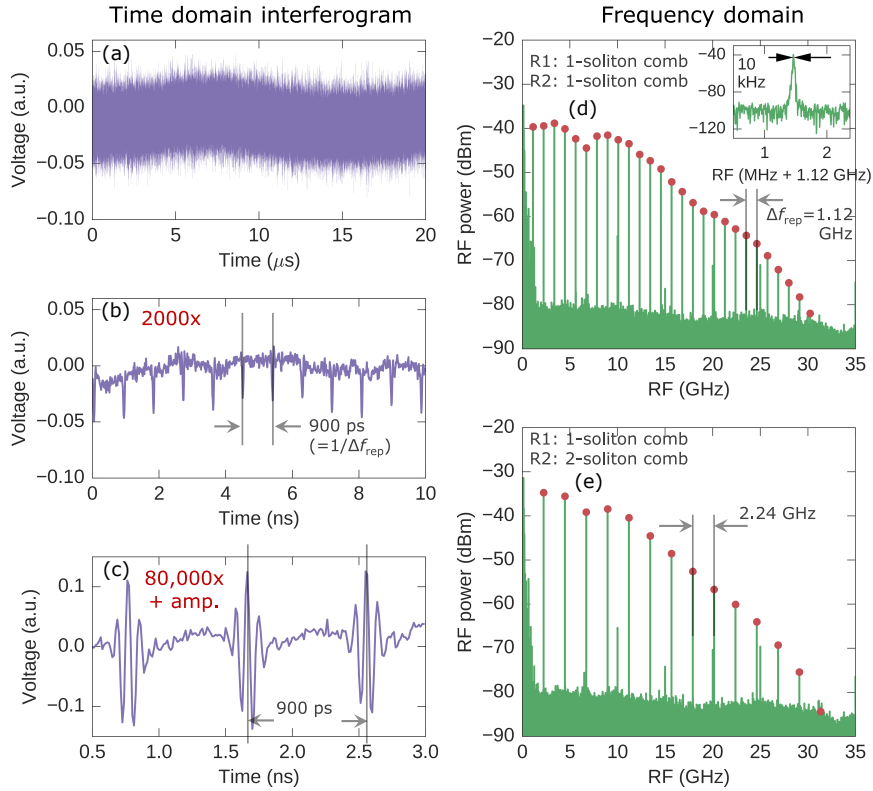 Time domain interferogram
(a)
0.05
0.00
−0.05
−0.10
Voltage (a.u.)
0 5 10 15 20
Time (μs)
(b)
2000x
0.05
0.00
−0.05
−0.10
Voltage (a.u.)
900 ps
(=1/Δf_rep)
0 2 4 6 8 10
Time (ns)
(c)
80,000x
+ amp.
0.1
0.0
−0.1
Voltage (a.u.)
900 ps
0.5 1.0 1.5 2.0 2.5 3.0
Time (ns)
Frequency domain
R1: 1-soliton comb
R2: 1-soliton comb
(d)
−20
−30
−40
−50
−60
−70
−80
−90
RF power (dBm)
10
kHz
−40
−80
−120
1 2
RF (MHz + 1.12 GHz)
Δf_rep=1.12
GHz
0 5 10 15 20 25 30 35
RF (GHz)
R1: 1-soliton comb
R2: 2-soliton comb
(e)
−20
−30
−40
−50
−60
−70
−80
−90
RF power (dBm)
2.24 GHz
0 5 10 15 20 25 30 35
RF (GHz)